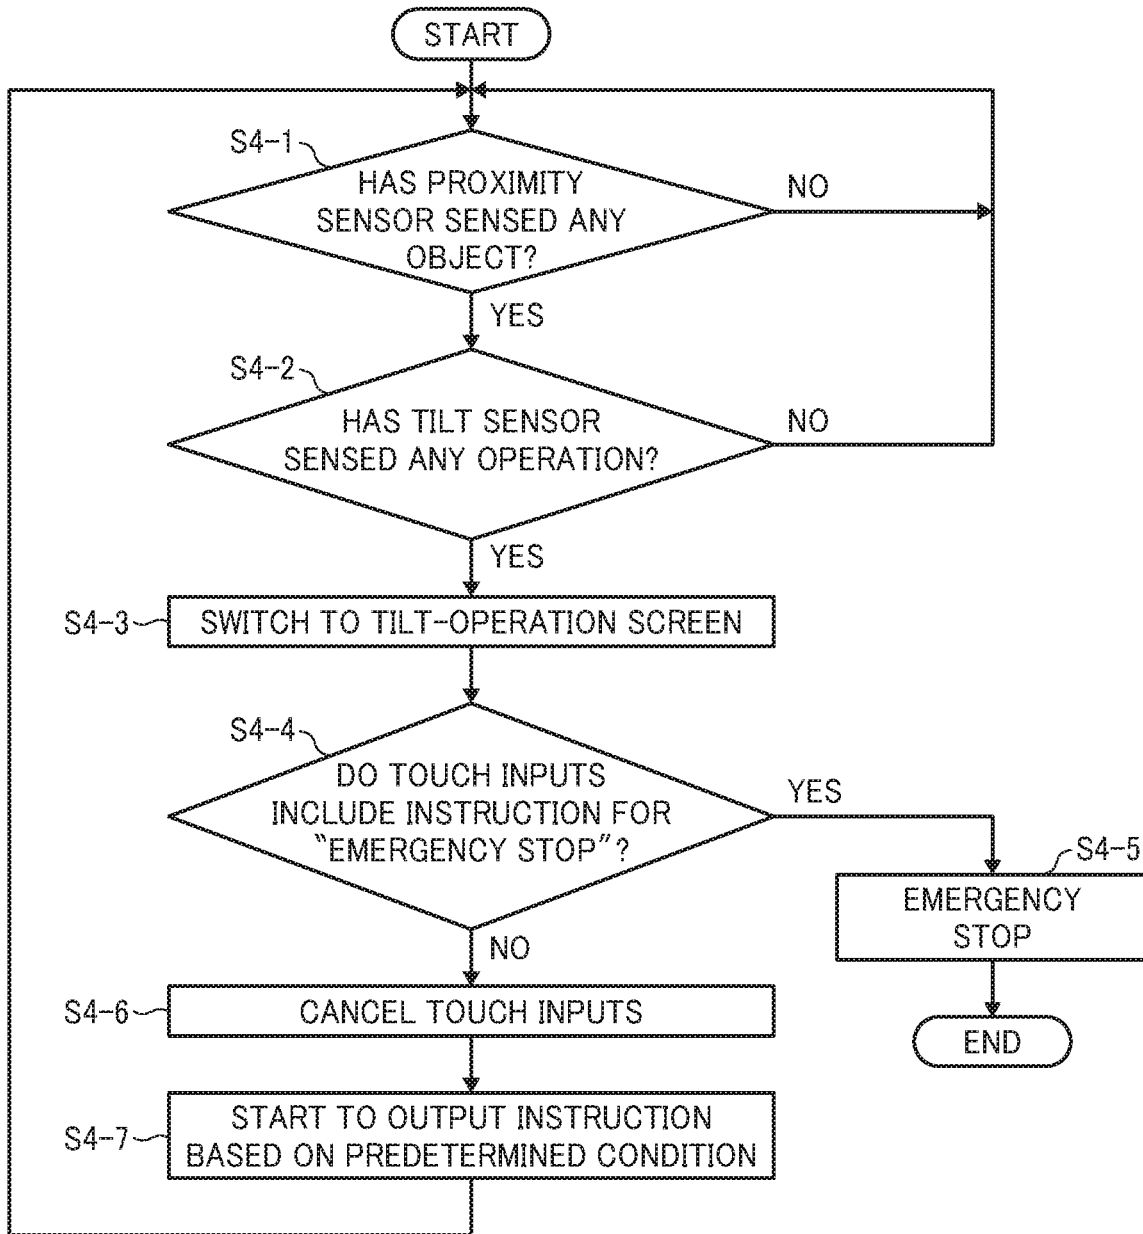 START
S4-1
HAS PROXIMITY
SENSOR SENSED ANY
OBJECT?
NO
YES
S4-2
HAS TILT SENSOR
SENSED ANY OPERATION?
NO
YES
S4-3
SWITCH TO TILT-OPERATION SCREEN
S4-4
DO TOUCH INPUTS
INCLUDE INSTRUCTION FOR
"EMERGENCY STOP"?
YES
S4-5
EMERGENCY
STOP
NO
S4-6
CANCEL TOUCH INPUTS
END
S4-7
START TO OUTPUT INSTRUCTION
BASED ON PREDETERMINED CONDITION